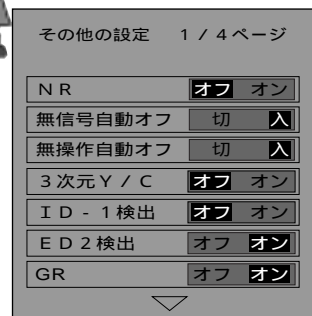 その他の設定 1/4ページ
NR オフ オン
無信号自動オフ 切 入
無操作自動オフ 切 入
3次元Y/C オフ オン
ID-1検出 オフ オン
ED2検出 オフ オン
GR オフ オン